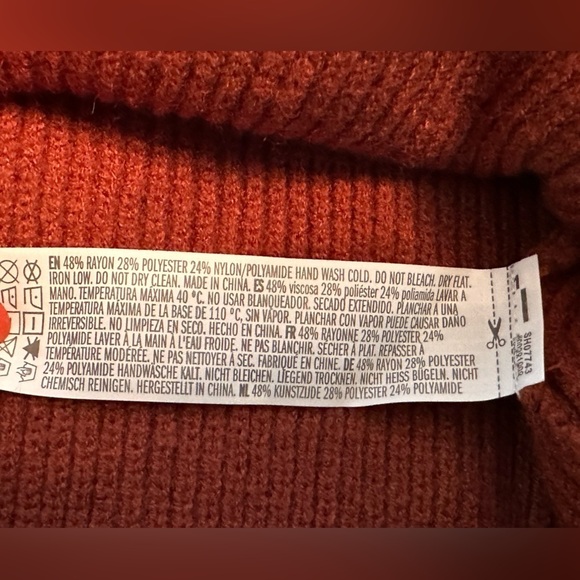 EN 48% RAYON 28% POLYESTER 24% NYLON/POLYAMIDE HAND WASH COLD. DO NOT BLEACH. DRY FLAT.
IRON LOW. DO NOT DRY CLEAN. MADE IN CHINA. ES 48% viscosa 28% poliéster 24% poliamida LAVAR A
MANO. TEMPERATURA MÁXIMA 40 °C. NO USAR BLANQUEADOR. SECADO EXTENDIDO. PLANCHAR A UNA
TEMPERATURA MÁXIMA DE LA BASE DE 110 °C, SIN VAPOR. PLANCHAR CON VAPOR PUEDE CAUSAR DAÑO
IRREVERSIBLE. NO LIMPIEZA EN SECO. HECHO EN CHINA. FR 48% RAYONNE 28% POLYESTER 24%
POLYAMIDE LAVER À LA MAIN À L'EAU FROIDE. NE PAS BLANCHIR. SÉCHER À PLAT. REPASSER À
TEMPÉRATURE MODÉRÉE. NE PAS NETTOYER À SEC. FABRIQUÉ EN CHINE. DE 48% RAYON 28% POLYESTER
24% POLYAMIDE HANDWÄSCHE KALT. NICHT BLEICHEN. LIEGEND TROCKNEN. NICHT HEISS BÜGELN. NICHT
CHEMISCH REINIGEN. HERGESTELLT IN CHINA. NL 48% KUNSTZIJDE 28% POLYESTER 24% POLYAMIDE
1
SH07743